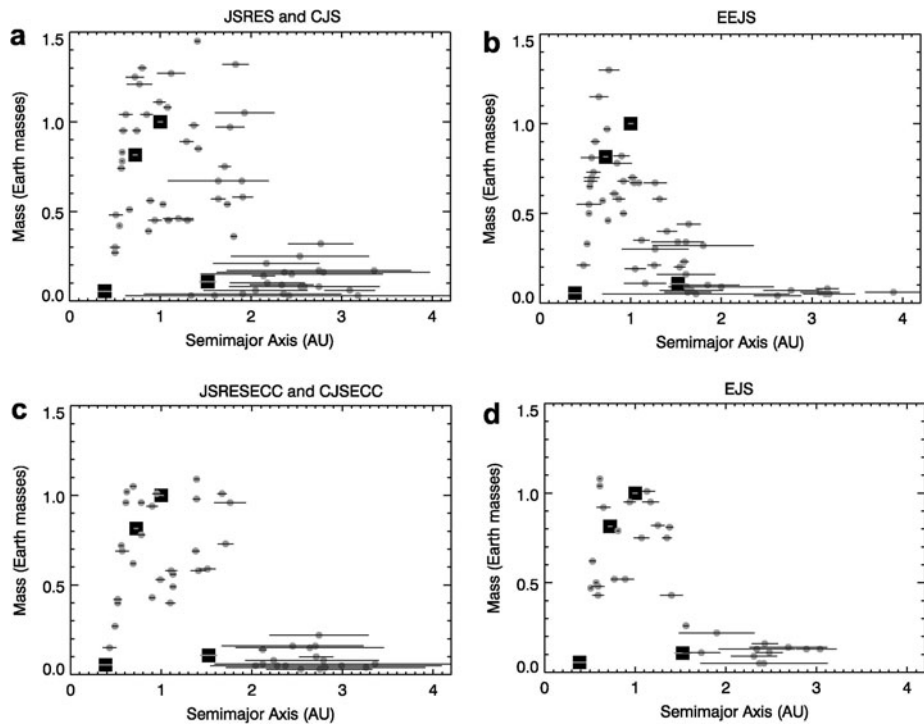 JSRES and CJS
a
Mass (Earth masses)
1.5
1.0
0.5
0.0
0 1 2 3 4
Semimajor Axis (AU)
EEJS
b
Mass (Earth masses)
1.5
1.0
0.5
0.0
0 1 2 3 4
Semimajor Axis (AU)
JSRESECC and CJSECC
c
Mass (Earth masses)
1.5
1.0
0.5
0.0
0 1 2 3 4
Semimajor Axis (AU)
EJS
d
Mass (Earth masses)
1.5
1.0
0.5
0.0
0 1 2 3 4
Semimajor Axis (AU)